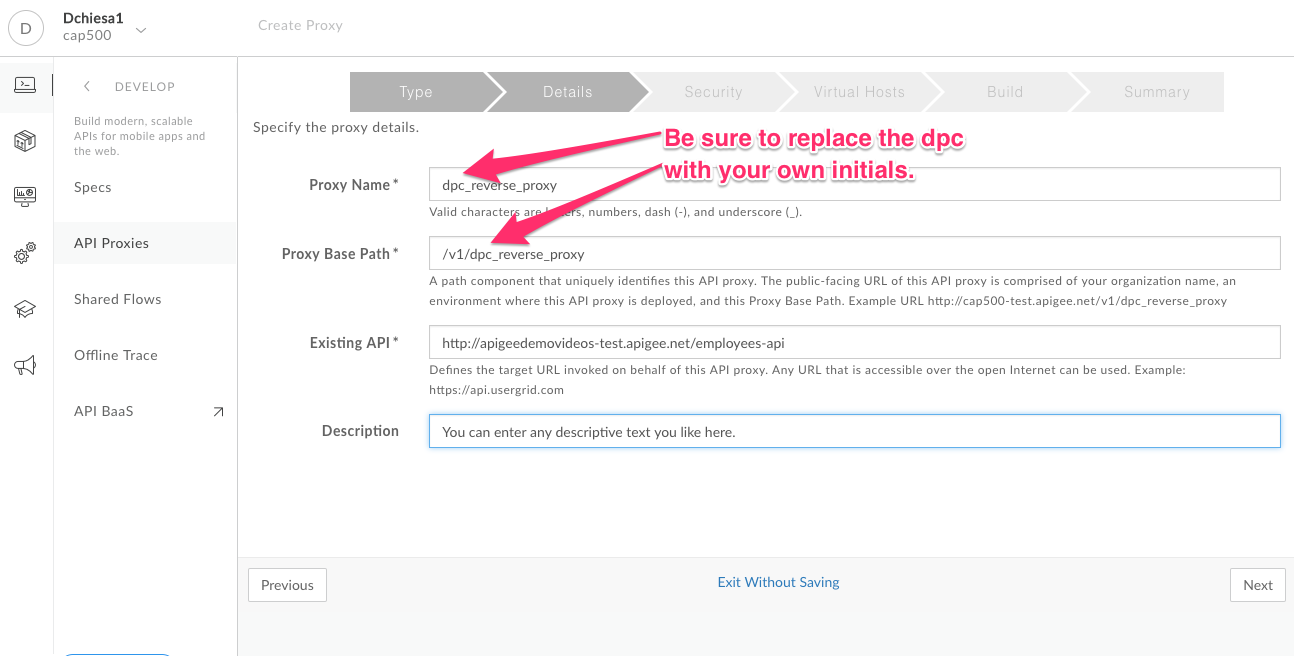 D
Dchiesa1
cap500
Create Proxy
DEVELOP
Build modern, scalable
APIs for mobile apps and
the web.
Specs
API Proxies
Shared Flows
Offline Trace
API BaaS
Type
Details
Security
Virtual Hosts
Build
Summary
Specify the proxy details.
Be sure to replace the dpc
with your own initials.
Proxy Name*
dpc_reverse_proxy
Valid characters are letters, numbers, dash (-), and underscore (_).
Proxy Base Path*
/v1/dpc_reverse_proxy
A path component that uniquely identifies this API proxy. The public-facing URL of this API proxy is comprised of your organization name, an
environment where this API proxy is deployed, and this Proxy Base Path. Example URL http://cap500-test.apigee.net/v1/dpc_reverse_proxy
Existing API*
http://apigeedemovideos-test.apigee.net/employees-api
Defines the target URL invoked on behalf of this API proxy. Any URL that is accessible over the open Internet can be used. Example:
https://api.usergrid.com
Description
You can enter any descriptive text you like here.
Previous
Exit Without Saving
Next